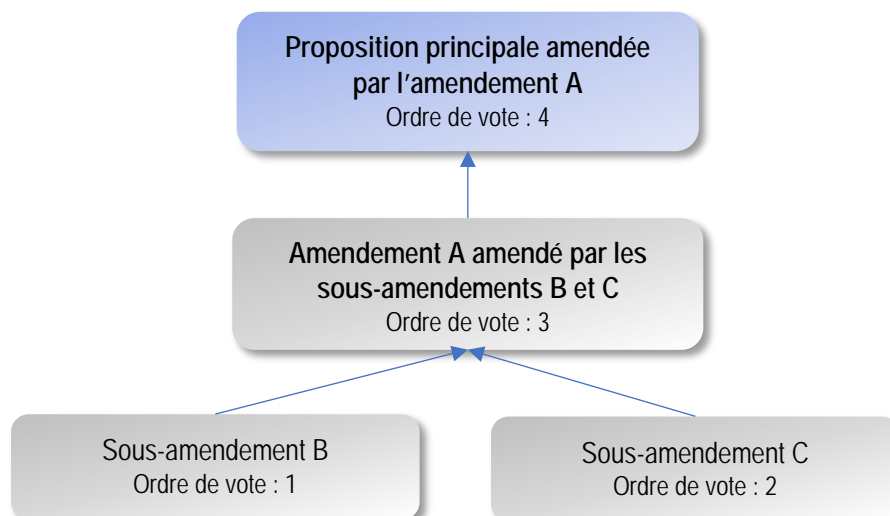 Proposition principale amendée
par l'amendement A
Ordre de vote : 4
Amendement A amendé par les
sous-amendements B et C
Ordre de vote : 3
Sous-amendement B
Ordre de vote : 1
Sous-amendement C
Ordre de vote : 2